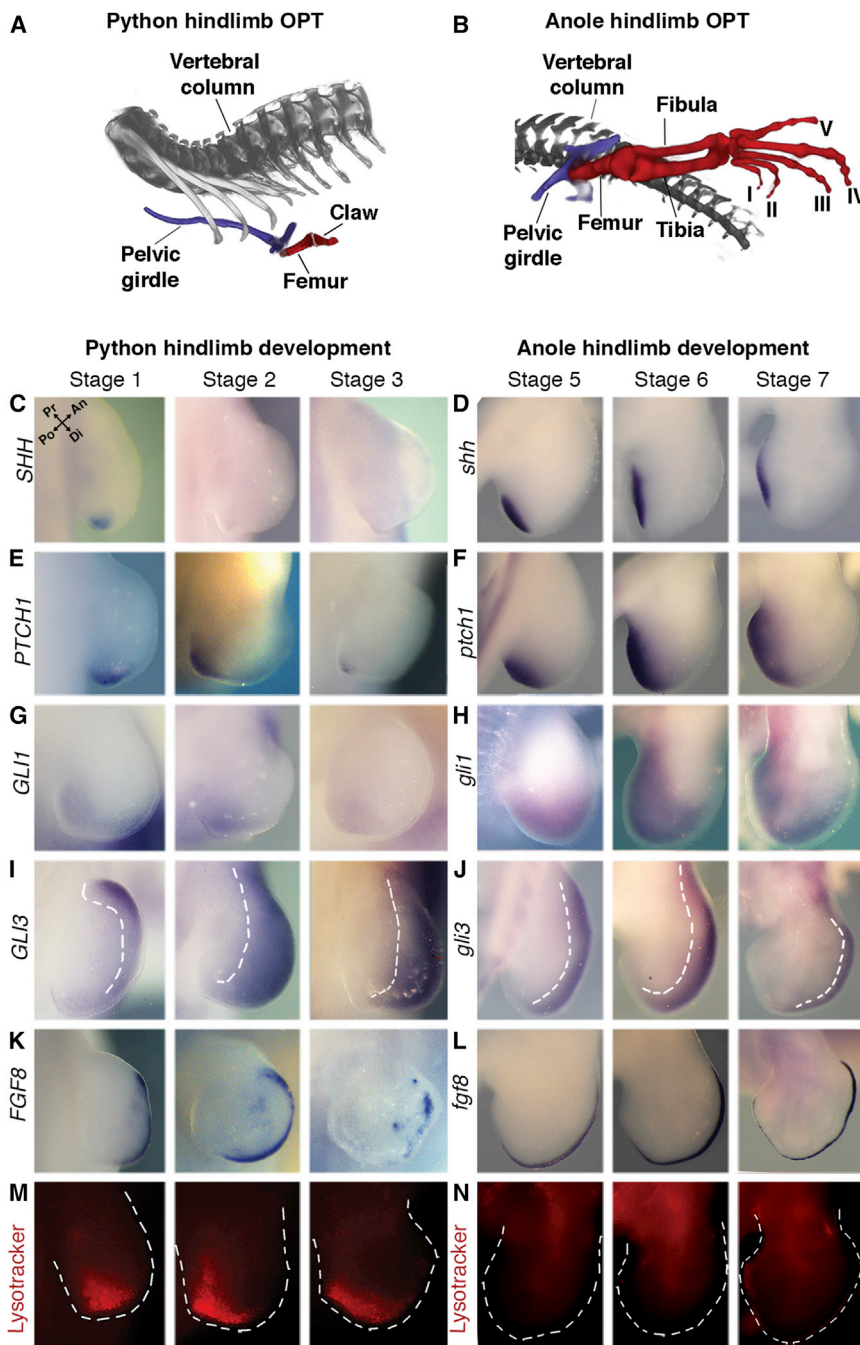 A Python hindlimb OPT
Vertebral
column
Claw
Pelvic
girdle
Femur
B Anole hindlimb OPT
Vertebral
column
Fibula
V
I
II
III
IV
Femur
Tibia
Pelvic
girdle
Python hindlimb development
Stage 1 Stage 2 Stage 3
Anole hindlimb development
Stage 5 Stage 6 Stage 7
C
Pr An
Po Di
SHH
D
shh
E
PTCH1
F
ptch1
G
GLI1
H
gli1
I
GLI3
J
gli3
K
FGF8
L
fgf8
M
Lysotracker
N
Lysotracker